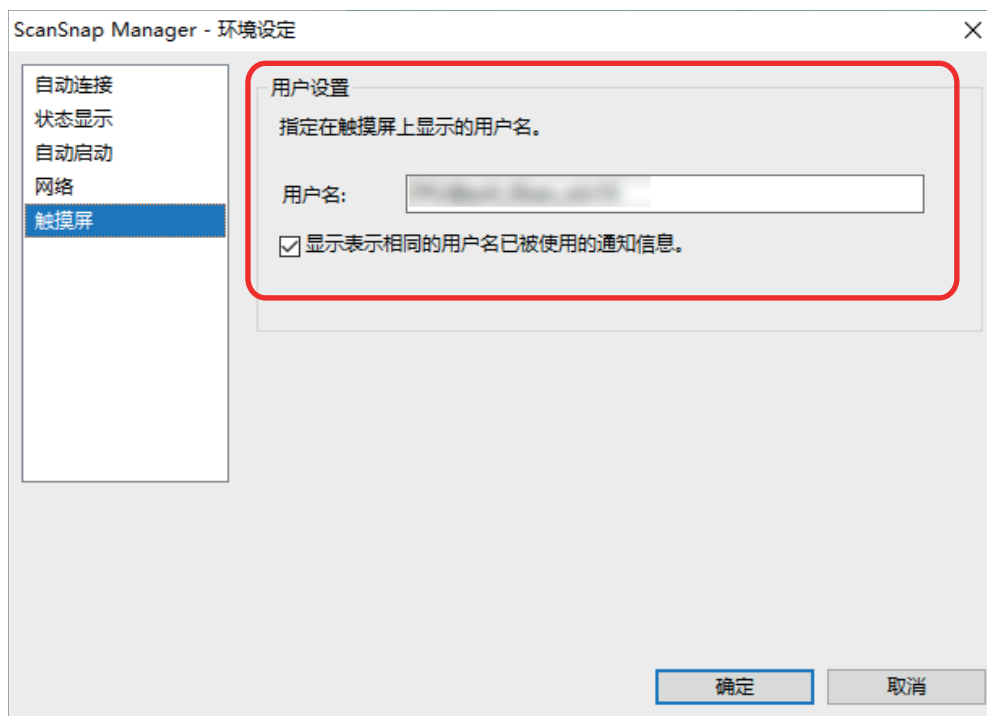 ScanSnap Manager - 环境设定
自动连接
状态显示
自动启动
网络
触摸屏
用户设置
指定在触摸屏上显示的用户名。
用户名:
显示表示相同的用户名已被使用的通知信息。
确定
取消